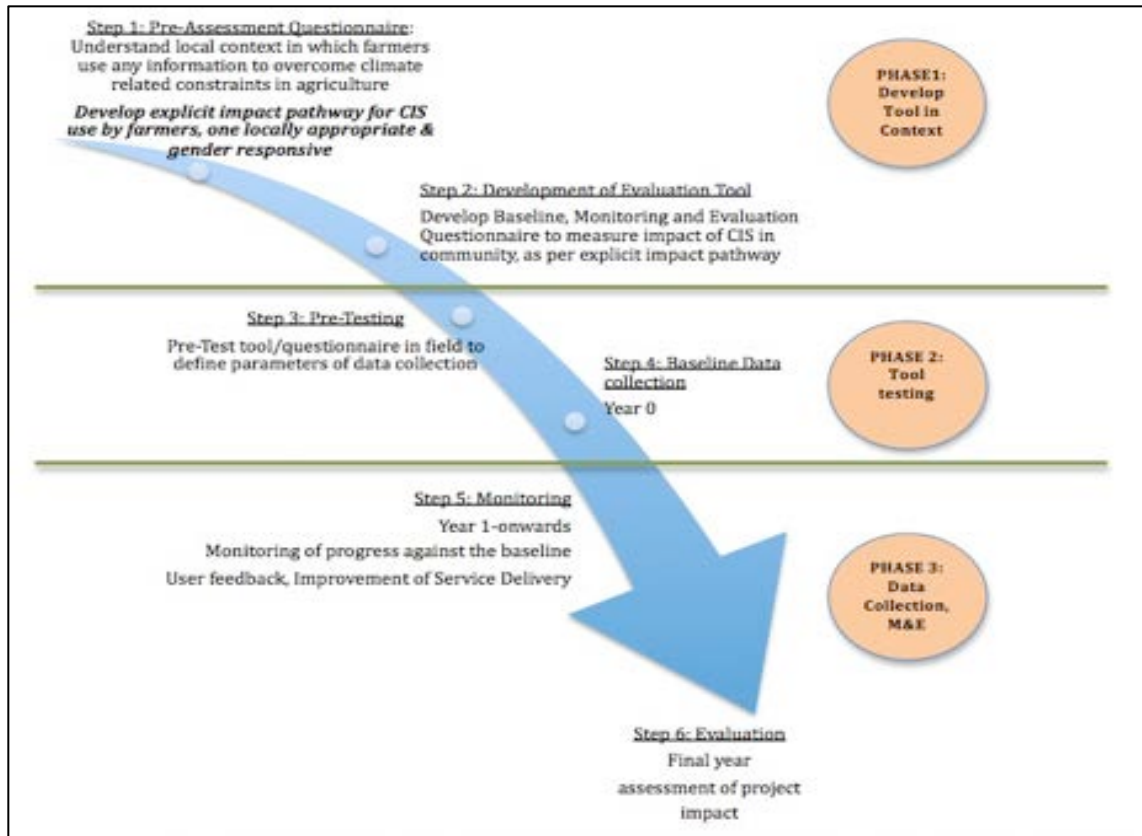 Step 1: Pre-Assessment Questionnaire:
Understand local context in which farmers
use any information to overcome climate
related constraints in agriculture
Develop explicit impact pathway for CIS
use by farmers, one locally appropriate &
gender responsive
PHASE1:
Develop
Tool in
Context
Step 2: Development of Evaluation Tool
Develop Baseline, Monitoring and Evaluation
Questionnaire to measure impact of CIS in
community, as per explicit impact pathway
Step 3: Pre-Testing
Pre-Test tool/questionnaire in field to
define parameters of data collection
Step 4: Baseline Data
collection
Year 0
PHASE 2:
Tool
testing
Step 5: Monitoring
Year 1-onwards
Monitoring of progress against the baseline
User feedback, Improvement of Service Delivery
PHASE 3:
Data
Collection,
M&E
Step 6: Evaluation
Final year
assessment of project
impact